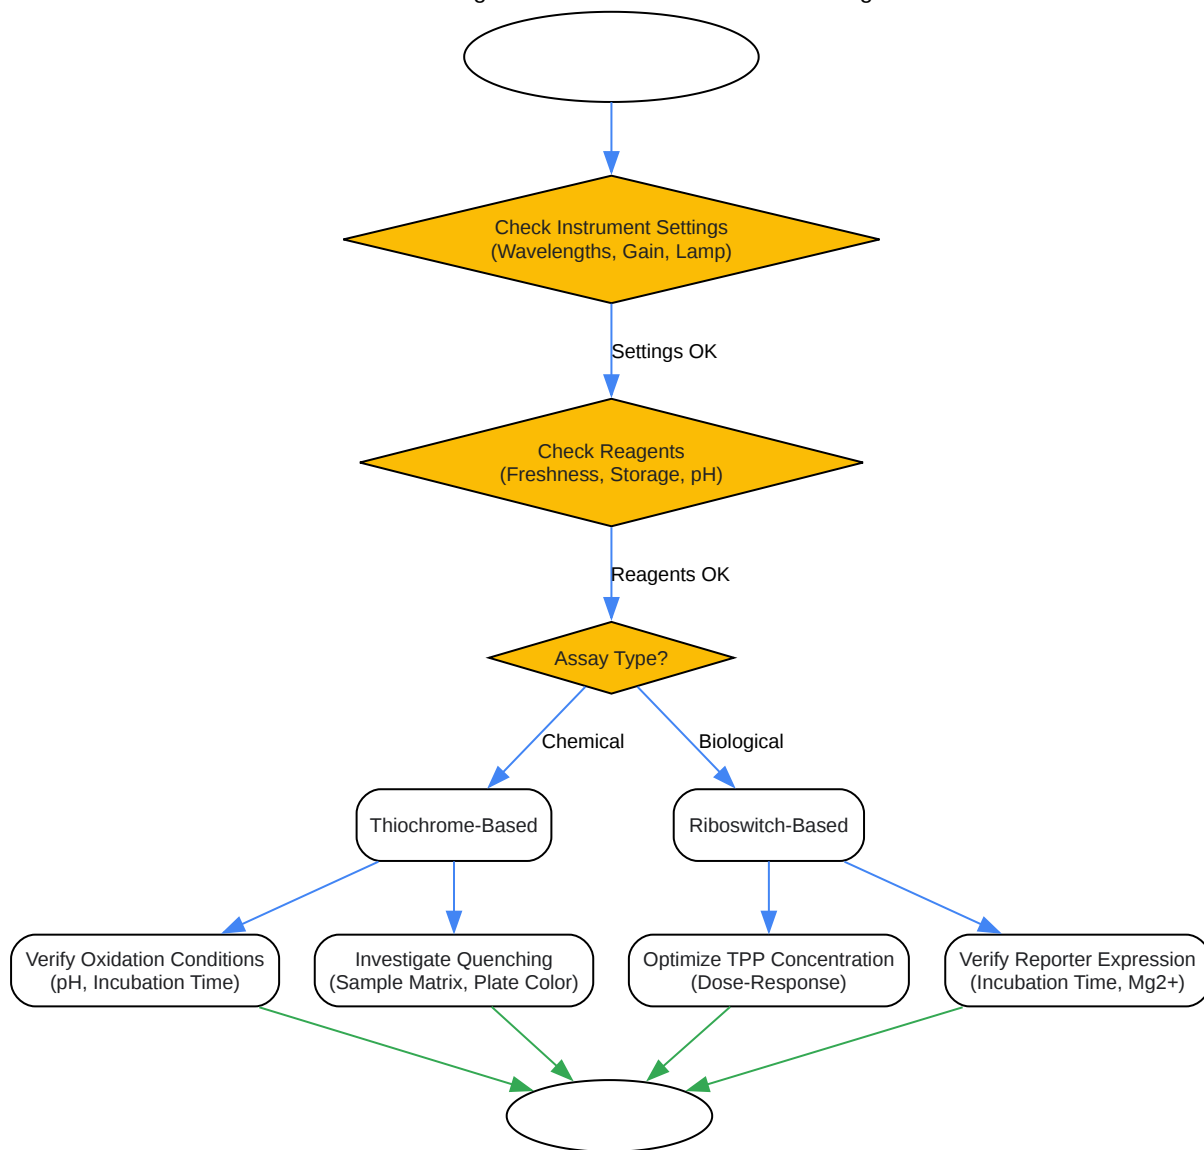 Check Instrument Settings
(Wavelengths, Gain, Lamp)
Settings OK
Check Reagents
(Freshness, Storage, pH)
Reagents OK
Assay Type?
Chemical
Biological
Thiochrome-Based
Riboswitch-Based
Verify Oxidation Conditions
(pH, Incubation Time)
Investigate Quenching
(Sample Matrix, Plate Color)
Optimize TPP Concentration
(Dose-Response)
Verify Reporter Expression
(Incubation Time, Mg2+)